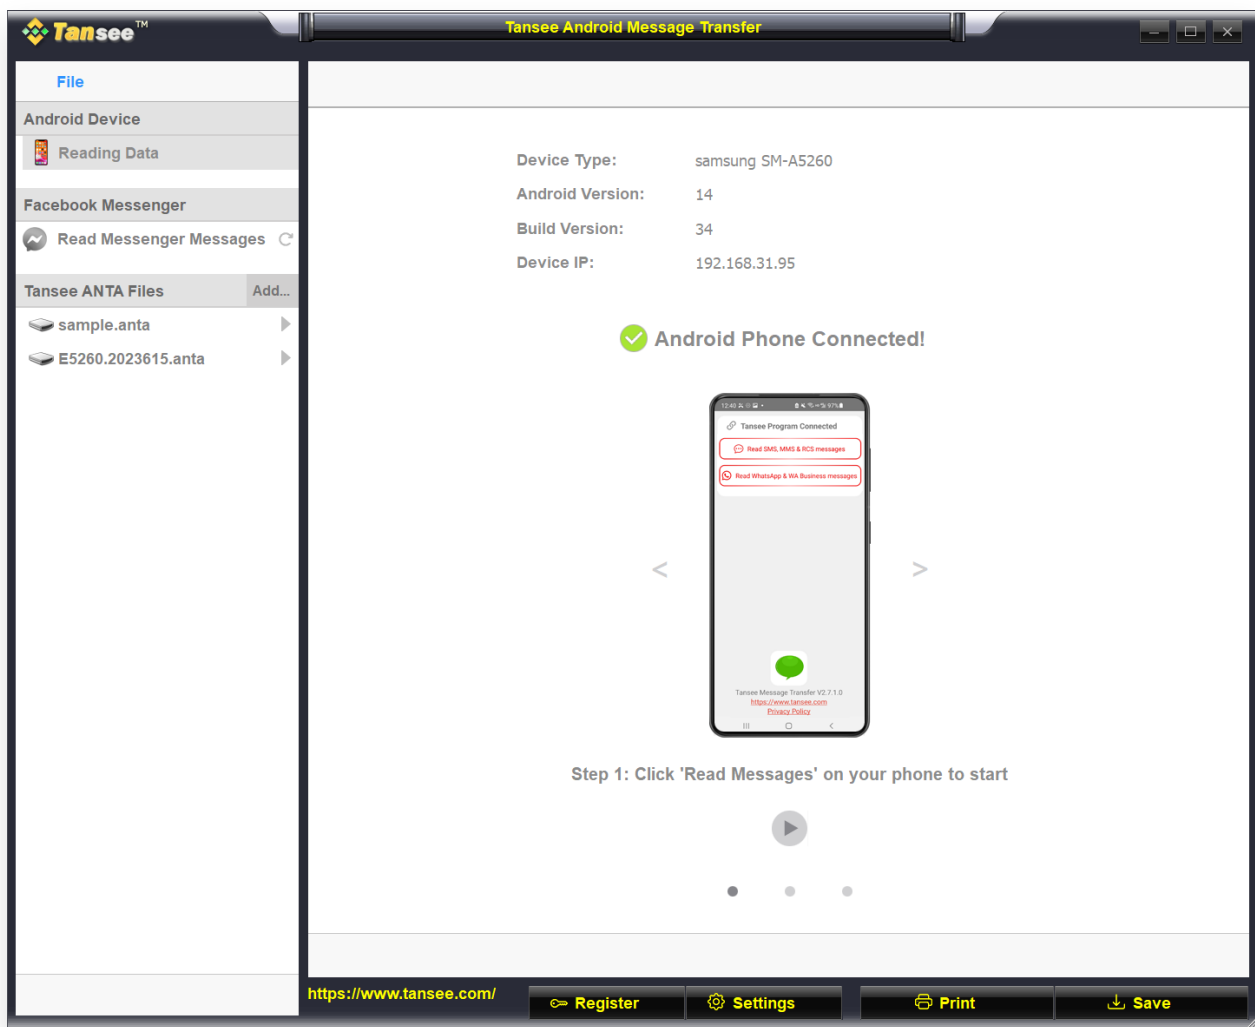 Tansee™
Tansee Android Message Transfer
File
Android Device
Reading Data
Facebook Messenger
Read Messenger Messages
Tansee ANTA Files Add...
sample.anta
E5260.2023615.anta
Device Type: samsung SM-A5260
Android Version: 14
Build Version: 34
Device IP: 192.168.31.95
Android Phone Connected!
12:40 97%
Tansee Program Connected
Read SMS, MMS & RCS messages
Read WhatsApp & WA Business messages
< >
Tansee Message Transfer V2.7.1.0
https://www.tansee.com
Privacy Policy
Step 1: Click 'Read Messages' on your phone to start
https://www.tansee.com/
Register
Settings
Print
Save